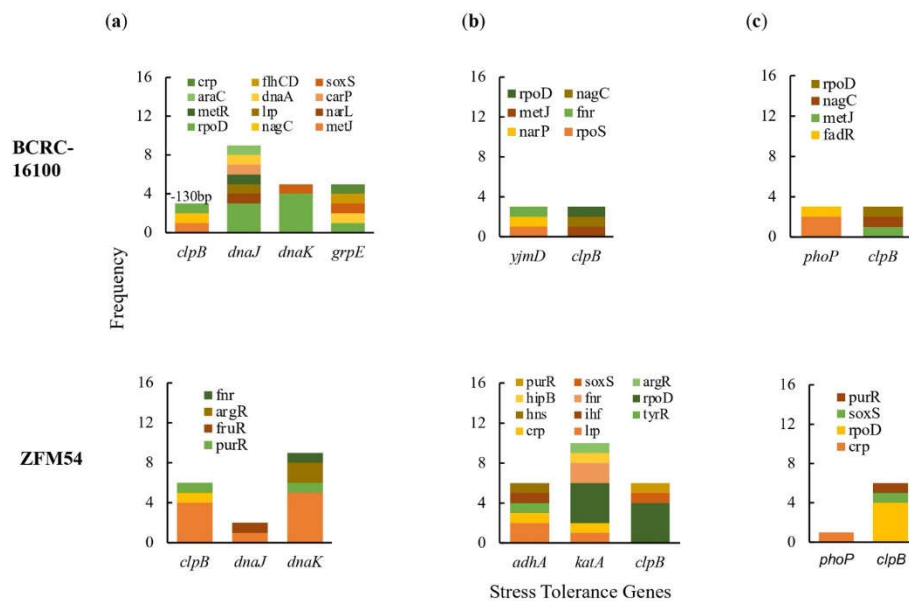 (a) (b) (c)
BCRC-16100
Frequency
16
12
8
4
0
crp flhCD soxS
araC dnaA carP
metR lrp narL
rpoD nagC metJ
-130bp
clpB dnaJ dnaK grpE
16
12
8
4
0
rpoD nagC
metJ fnr
narP rpoS
yjmD clpB
16
12
8
4
0
rpoD
nagC
metJ
fadR
phoP clpB
ZFM54
16
12
8
4
0
fnr
argR
fruR
purR
clpB dnaJ dnaK
16
12
8
4
0
purR soxS argR
hipB fnr rpoD
hns ihf tyrR
crp lrp
adhA katA clpB
16
12
8
4
0
purR
soxS
rpoD
crp
phoP clpB
Stress Tolerance Genes